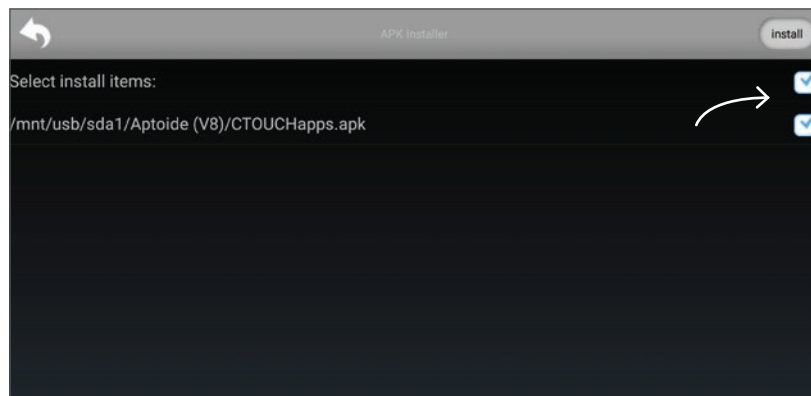 APK Installer
install
Select install items:
/mnt/usb/sda1/Aptoide (V8)/CTOUCHapps.apk